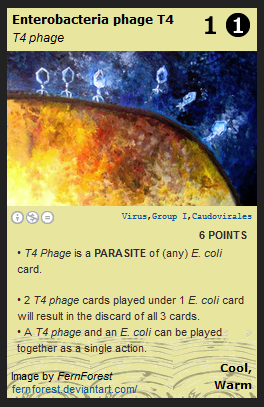 Enterobacteria phage T4
T4 phage
1 1
Virus,Group I,Caudovirales
6 POINTS
• T4 Phage is a PARASITE of (any) E. coli
card.
• 2 T4 phage cards played under 1 E. coli card
will result in the discard of all 3 cards.
• A T4 phage and an E. coli can be played
together as a single action.
Image by FernForest
fernforest.deviantart.com/
Cool,
Warm